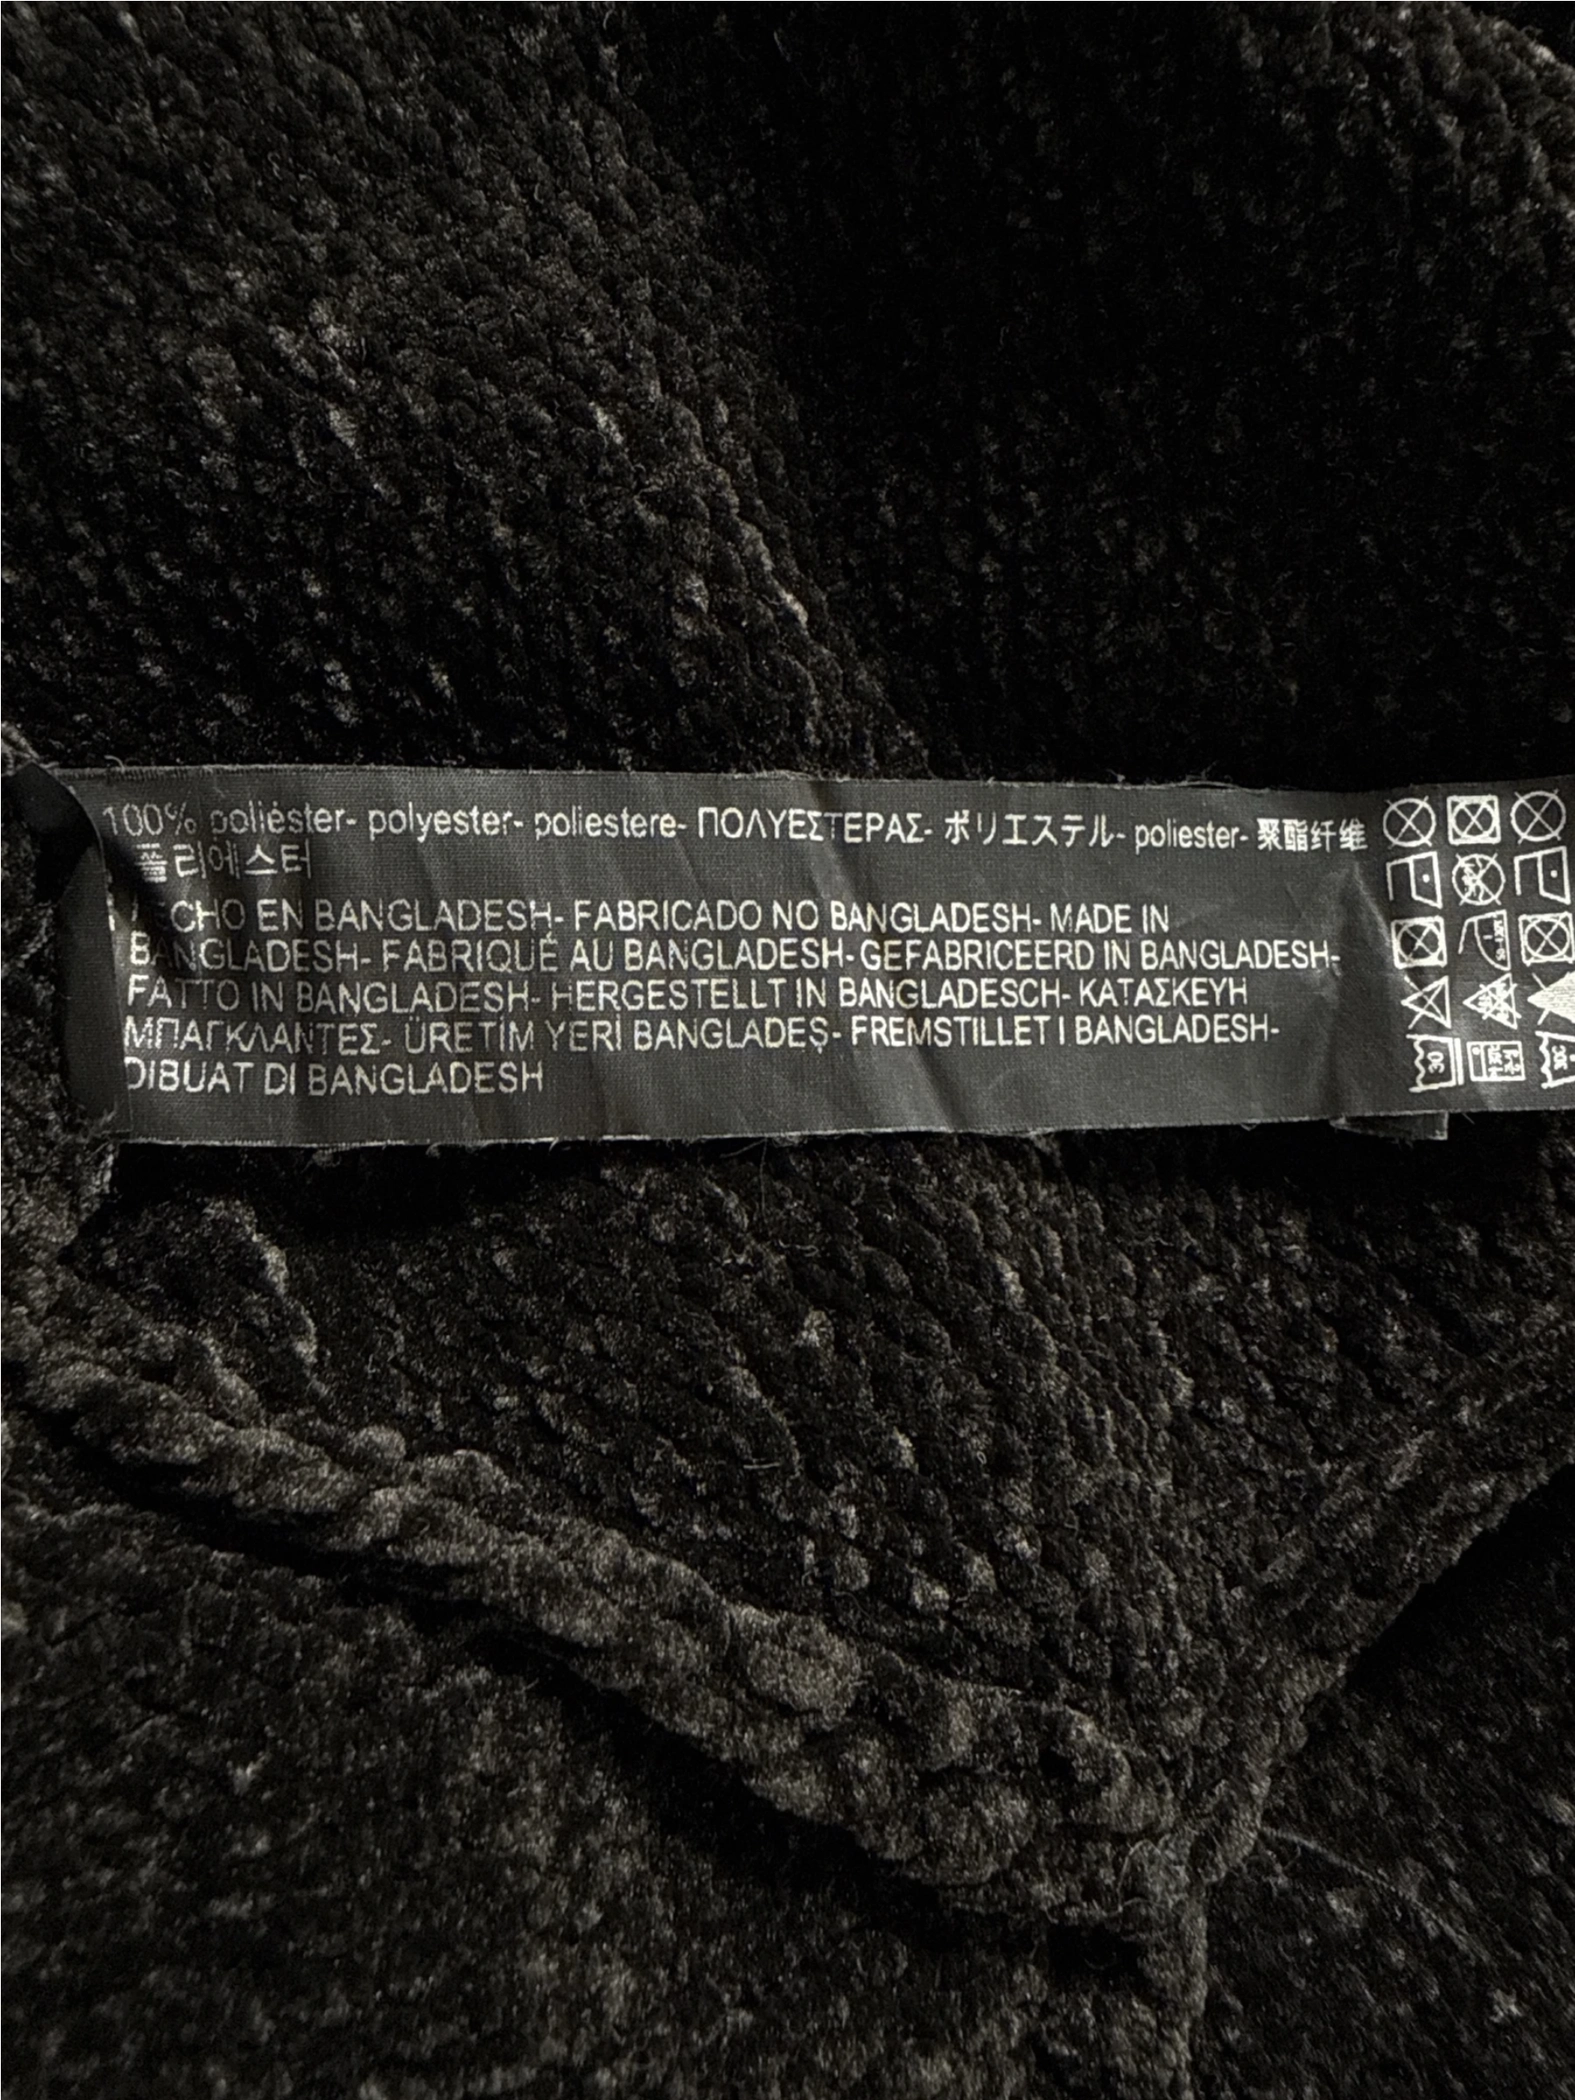 100% poliéster- polyester- poliestere- ΠΟΛΥΕΣΤΕΡΑΣ- ポリエステル- poliester- 聚酯纤维
폴리에스터
HECHO EN BANGLADESH- FABRICADO NO BANGLADESH- MADE IN
BANGLADESH- FABRIQUÉ AU BANGLADESH- GEFABRICEERD IN BANGLADESH-
FATTO IN BANGLADESH- HERGESTELLT IN BANGLADESCH- ΚΑΤΑΣΚΕΥΗ
ΜΠΑΓΚΛΑΝΤΕΣ- ÜRETİM YERİ BANGLADEŞ- FREMSTILLET I BANGLADESH-
DIBUAT DI BANGLADESH
30